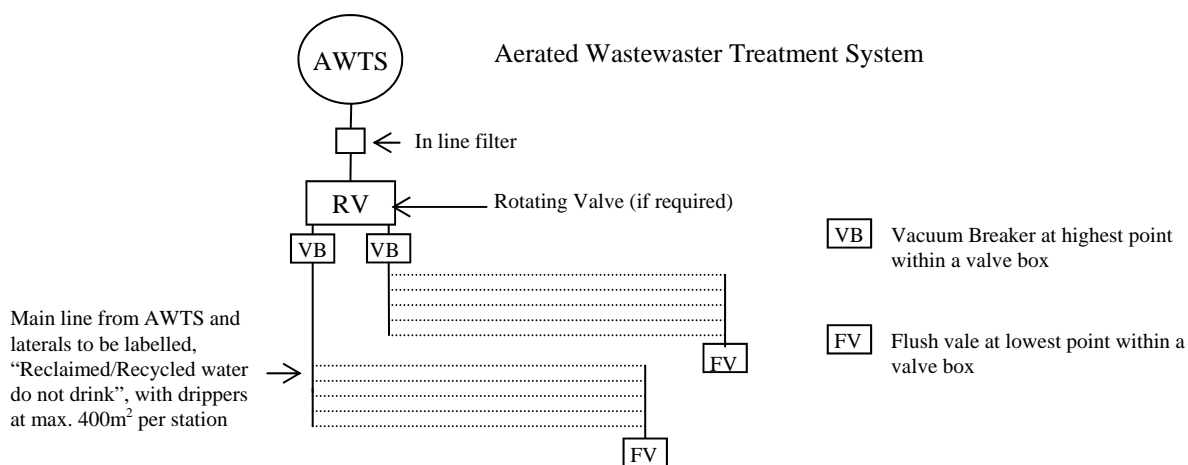 AWTS
Aerated Wastewaster Treatment System
In line filter
RV
Rotating Valve (if required)
VB
VB
VB
Vacuum Breaker at highest point
within a valve box
Main line from AWTS and
laterals to be labelled,
“Reclaimed/Recycled water
do not drink”, with drippers
at max. 400m² per station
FV
FV
Flush vale at lowest point within a
valve box
FV